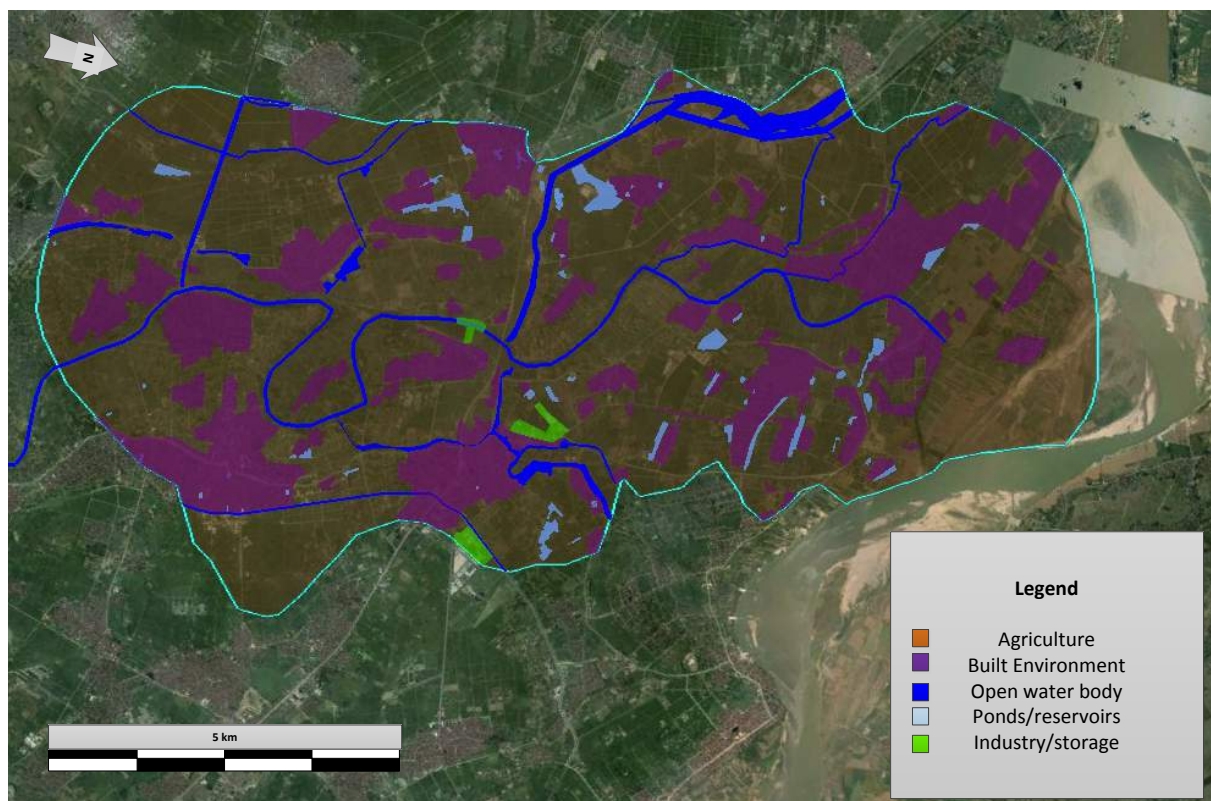 N
5 km
Legend
Agriculture
Built Environment
Open water body
Ponds/reservoirs
Industry/storage